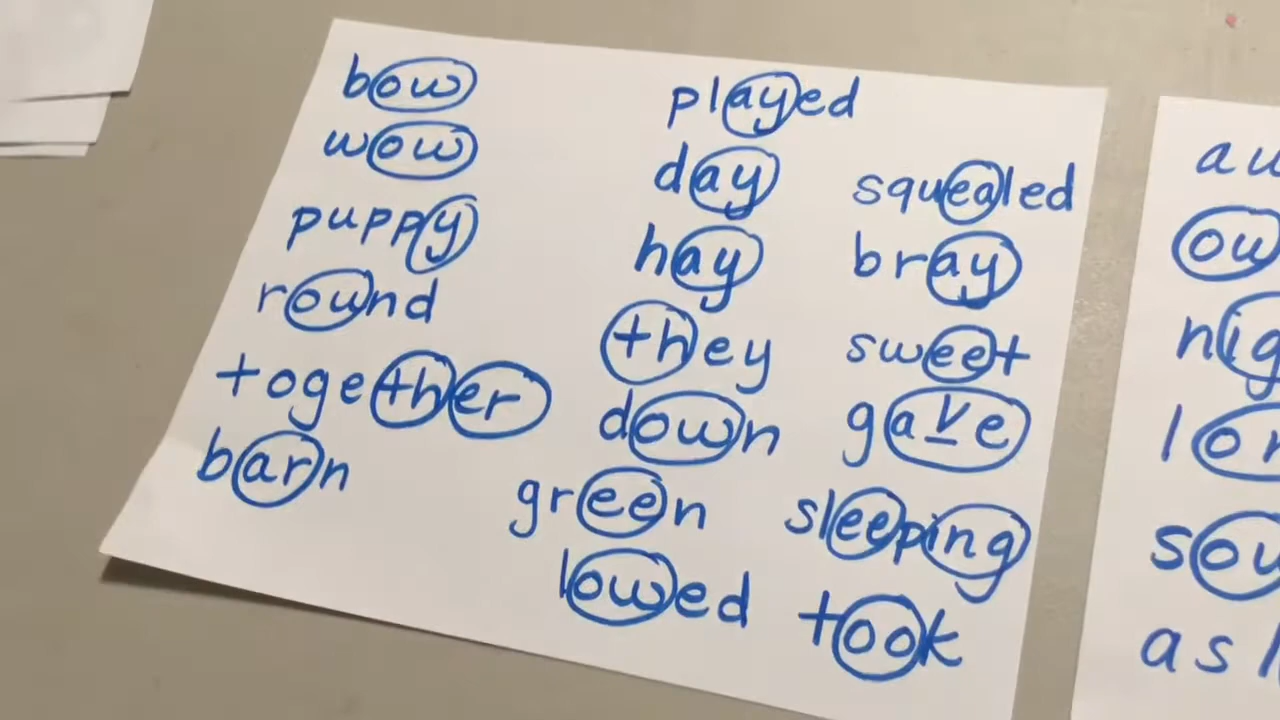 bow
wow
puppy
round
together
barn
played
day
hay
they
down
green
lowed
squealed
bray
sweet
gave
sleeping
took